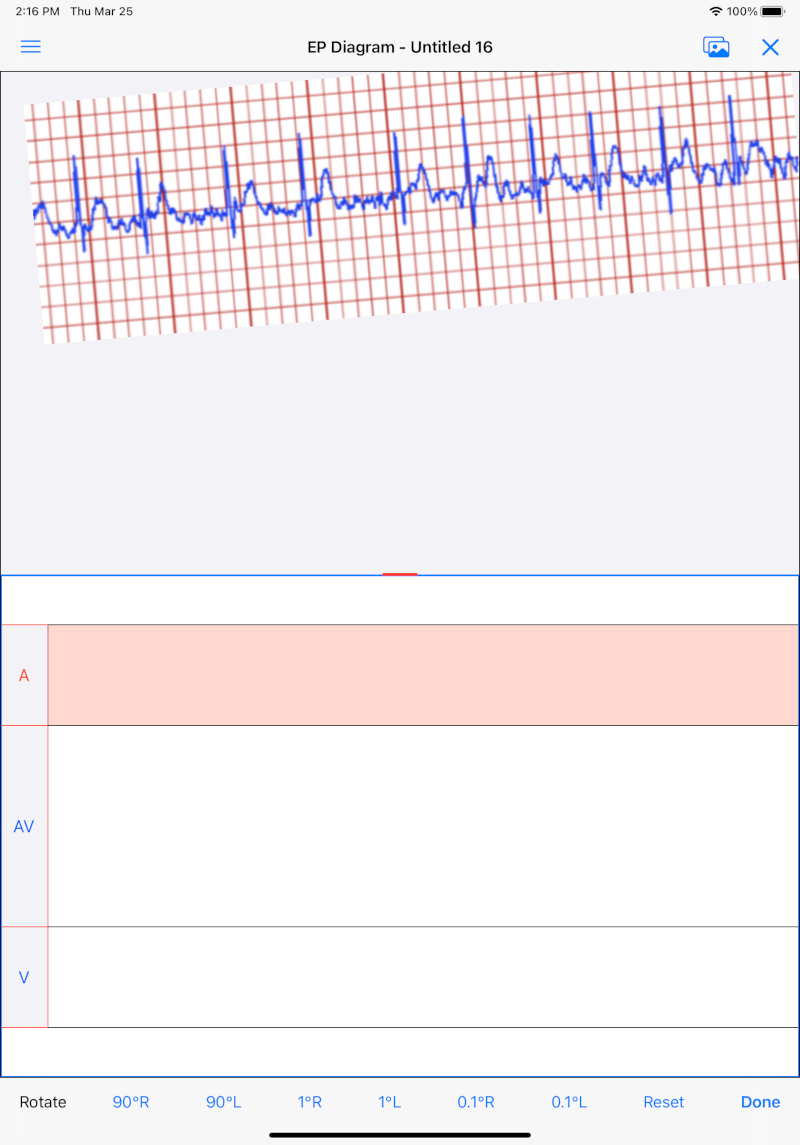 2:16 PM Thu Mar 25 100%
EP Diagram - Untitled 16
A
AV
V
Rotate 90°R 90°L 1°R 1°L 0.1°R 0.1°L Reset Done